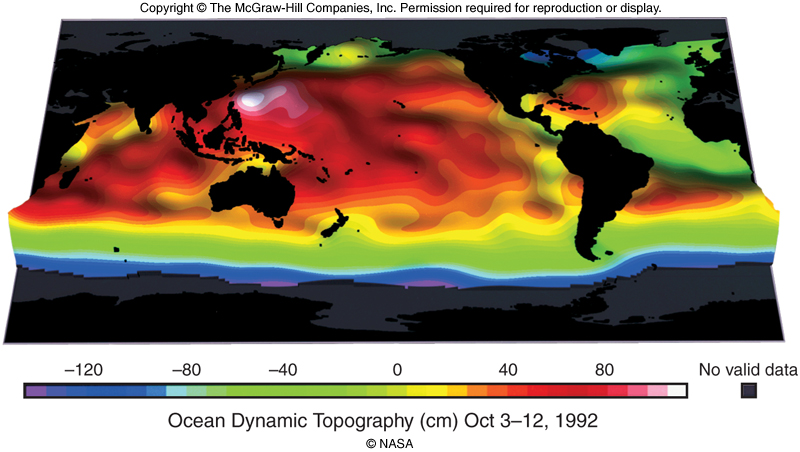 Copyright © The McGraw-Hill Companies, Inc. Permission required for reproduction or display.
–120 –80 –40 0 40 80 No valid data
Ocean Dynamic Topography (cm) Oct 3–12, 1992
© NASA